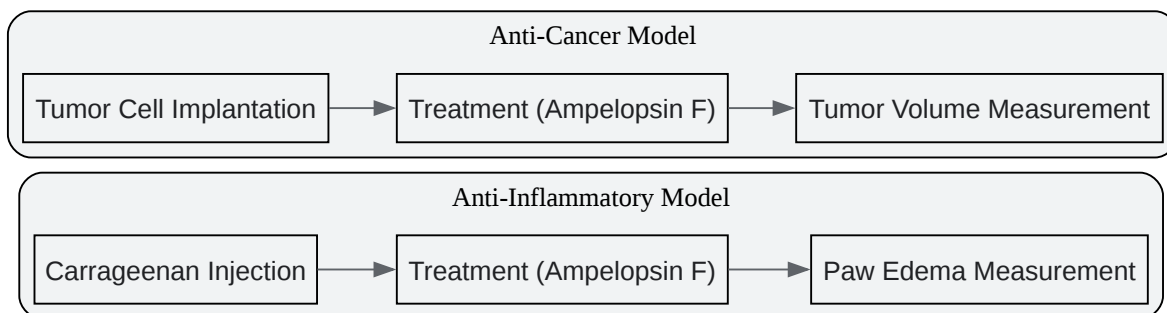 Anti-Cancer Model
Tumor Cell Implantation
Treatment (Ampelopsin F)
Tumor Volume Measurement
Anti-Inflammatory Model
Carrageenan Injection
Treatment (Ampelopsin F)
Paw Edema Measurement